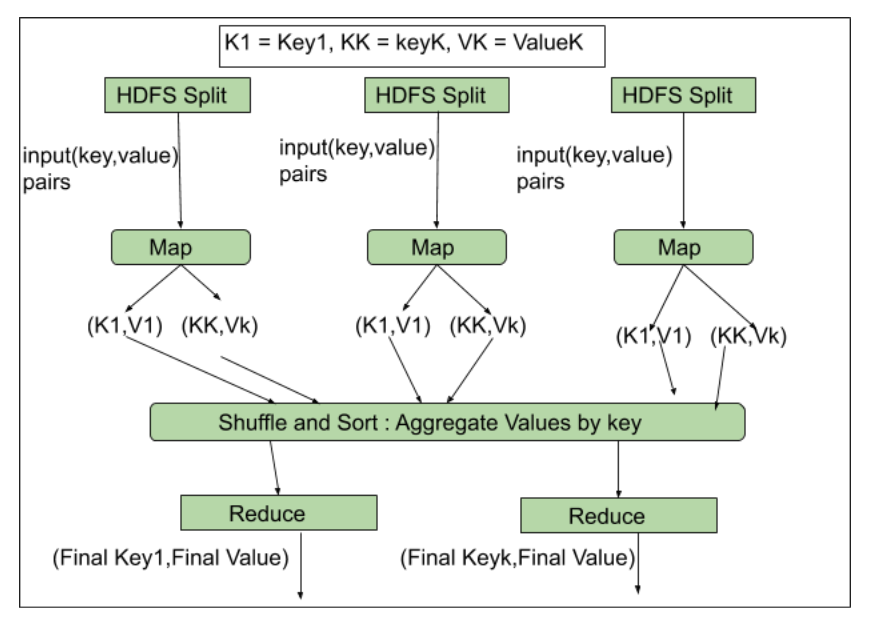 K1 = Key1, KK = keyK, VK = ValueK
HDFS Split
HDFS Split
HDFS Split
input(key,value)
pairs
input(key,value)
pairs
input(key,value)
pairs
Map
Map
Map
(K1,V1) (KK,Vk)
(K1,V1) (KK,Vk)
(K1,V1) (KK,Vk)
Shuffle and Sort : Aggregate Values by key
Reduce
Reduce
(Final Key1,Final Value)
(Final Keyk,Final Value)